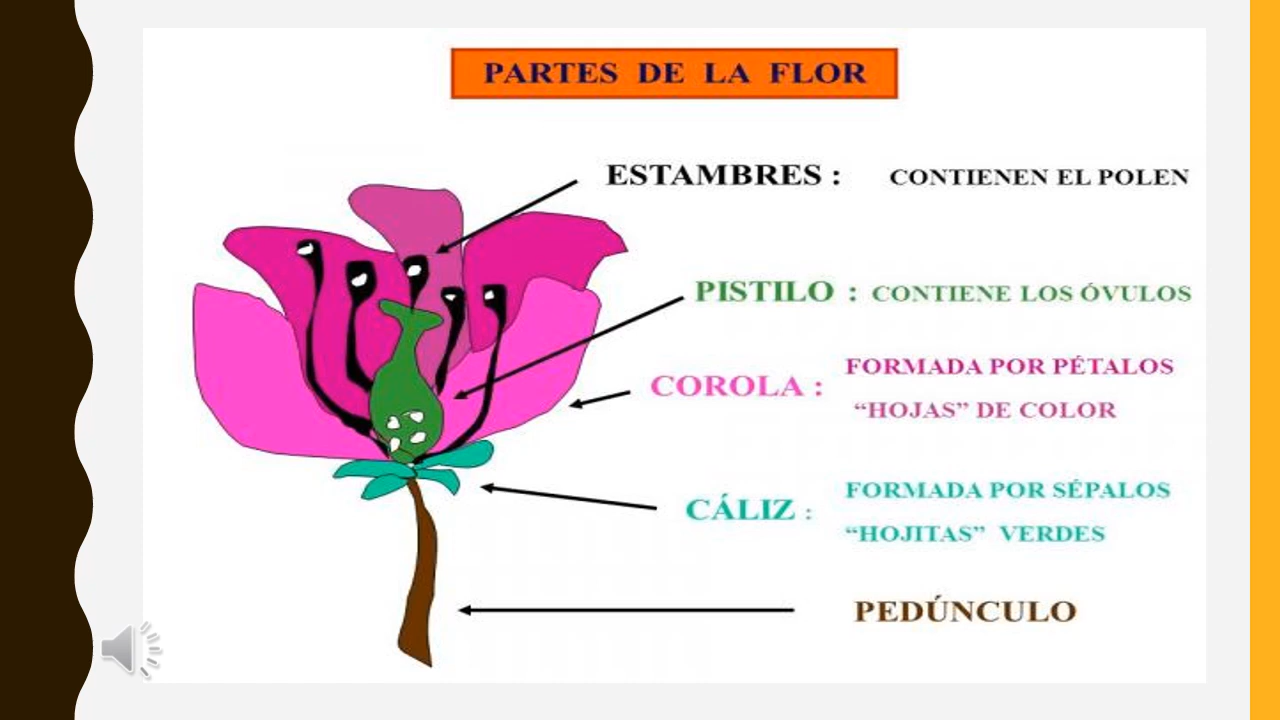 PARTES DE LA FLOR
ESTAMBRES : CONTIENEN EL POLEN
PISTILO : CONTIENE LOS ÓVULOS
COROLA : FORMADA POR PÉTALOS
“HOJAS” DE COLOR
CÁLIZ : FORMADA POR SÉPALOS
“HOJITAS” VERDES
PEDÚNCULO